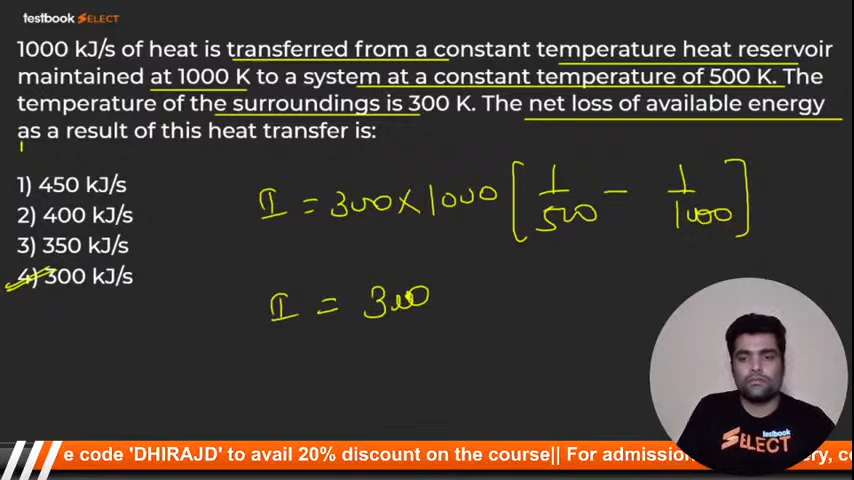 testbook SELECT
1000 kJ/s of heat is transferred from a constant temperature heat reservoir
maintained at 1000 K to a system at a constant temperature of 500 K. The
temperature of the surroundings is 300 K. The net loss of available energy
as a result of this heat transfer is:
1) 450 kJ/s
2) 400 kJ/s
3) 350 kJ/s
4) 300 kJ/s
I = 300 × 1000 [ 1/500 − 1/1000 ]
I = 300
testbook
SELECT
e code 'DHIRAJD' to avail 20% discount on the course|| For admission